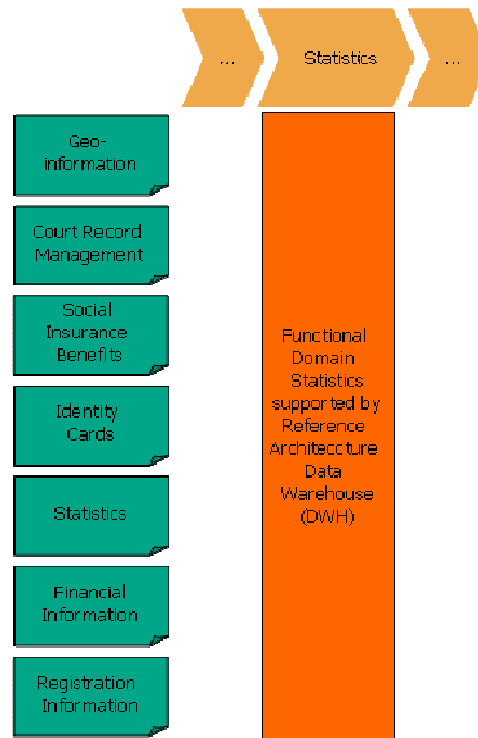 ...
Statistics
...
Geo-
information
Court Record
Management
Social
Insurance
Benefits
Identity
Cards
Statistics
Financial
Information
Registration
Information
Functional
Domain
Statistics
supported by
Reference
Architeccture
Data
Warehouse
(DWH)